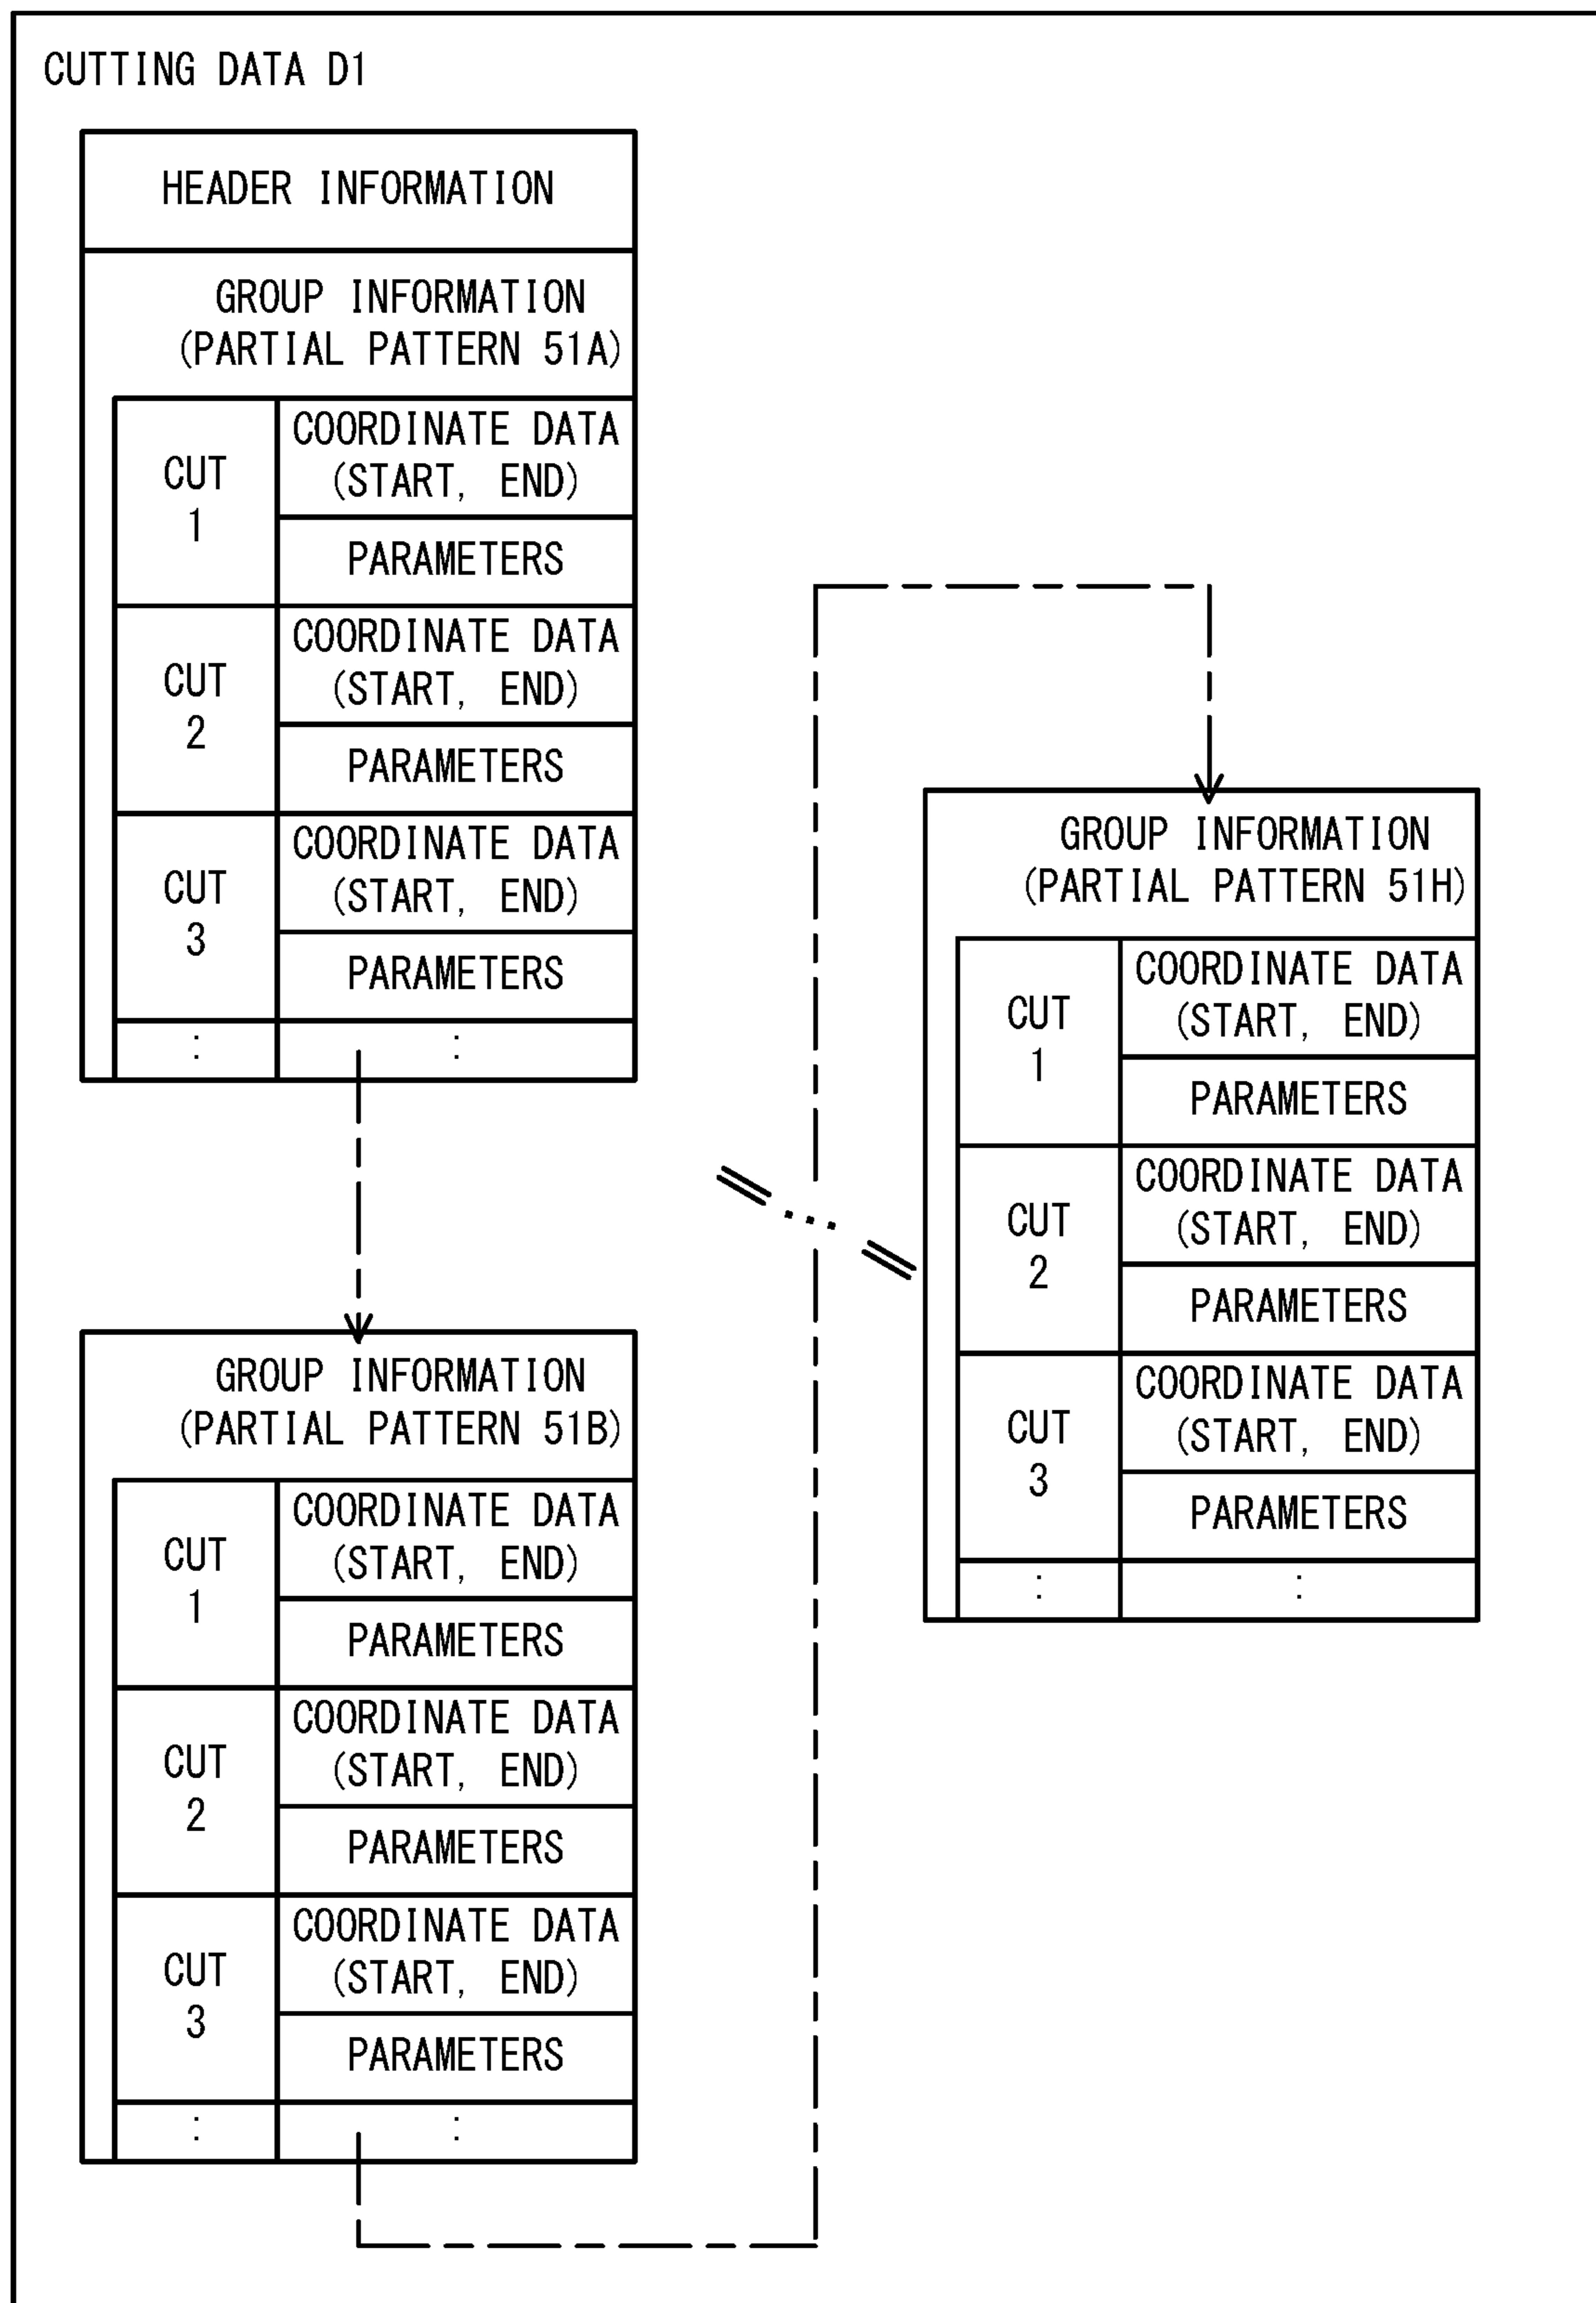 CUTTING DATA D1
HEADER INFORMATION
GROUP INFORMATION
(PARTIAL PATTERN 51A)
CUT
1
COORDINATE DATA
(START, END)
PARAMETERS
CUT
2
COORDINATE DATA
(START, END)
PARAMETERS
CUT
3
COORDINATE DATA
(START, END)
PARAMETERS
: :
GROUP INFORMATION
(PARTIAL PATTERN 51B)
CUT
1
COORDINATE DATA
(START, END)
PARAMETERS
CUT
2
COORDINATE DATA
(START, END)
PARAMETERS
CUT
3
COORDINATE DATA
(START, END)
PARAMETERS
: :
GROUP INFORMATION
(PARTIAL PATTERN 51H)
CUT
1
COORDINATE DATA
(START, END)
PARAMETERS
CUT
2
COORDINATE DATA
(START, END)
PARAMETERS
CUT
3
COORDINATE DATA
(START, END)
PARAMETERS
: :